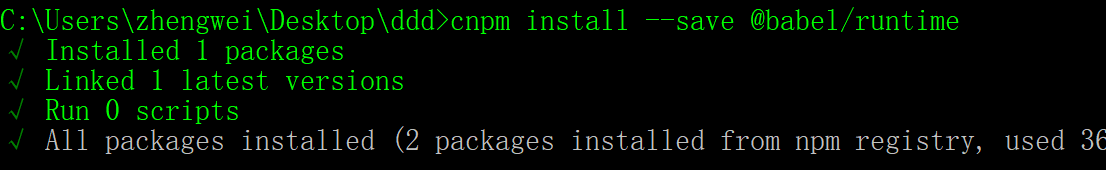 C:\Users\zhengwei\Desktop\ddd>cnpm install --save @babel/runtime
√ Installed 1 packages
√ Linked 1 latest versions
√ Run 0 scripts
√ All packages installed (2 packages installed from npm registry, used 36